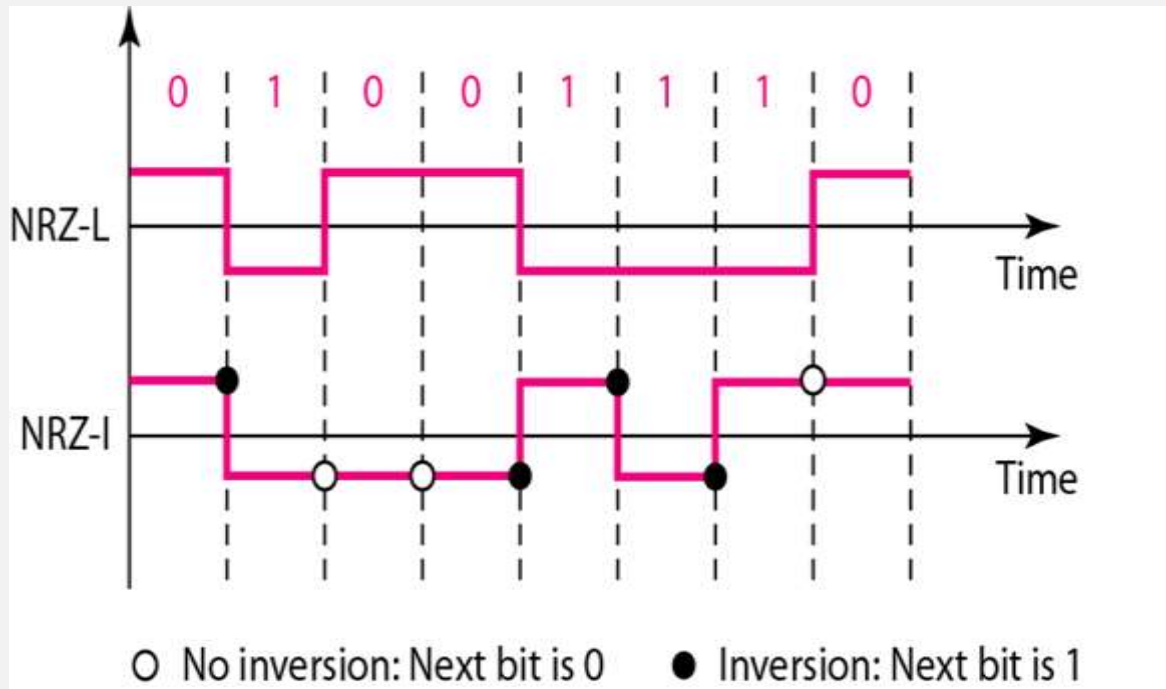 0 1 0 0 1 1 1 0
NRZ-L
Time
NRZ-I
Time
No inversion: Next bit is 0 Inversion: Next bit is 1